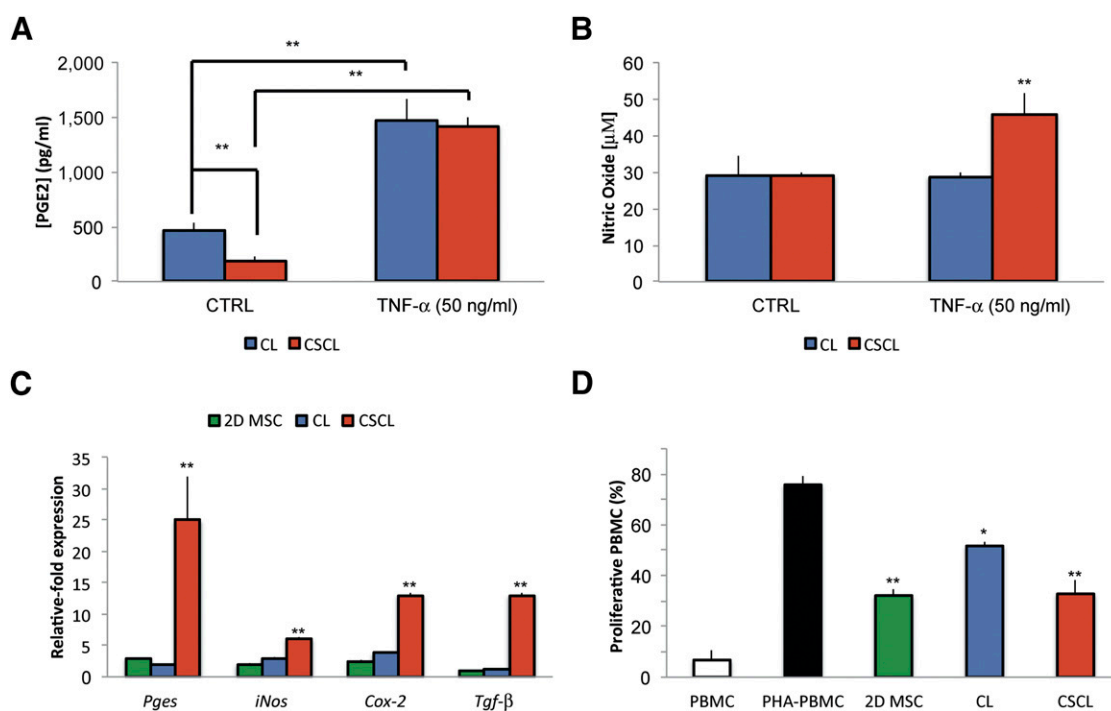 A
[PGE2] (pg/ml)
2,000
1,500
1,000
500
0
**
**
**
CTRL
TNF-α (50 ng/ml)
CL CSCL
B
Nitric Oxide [μM]
60
50
40
30
20
10
0
**
CTRL
TNF-α (50 ng/ml)
CL CSCL
C
2D MSC CL CSCL
Relative-fold expression
35
30
25
20
15
10
5
0
**
**
**
**
Pges iNos Cox-2 Tgf-β
D
Proliferative PBMC (%)
80
60
40
20
0
**
*
**
PBMC PHA-PBMC 2D MSC CL CSCL